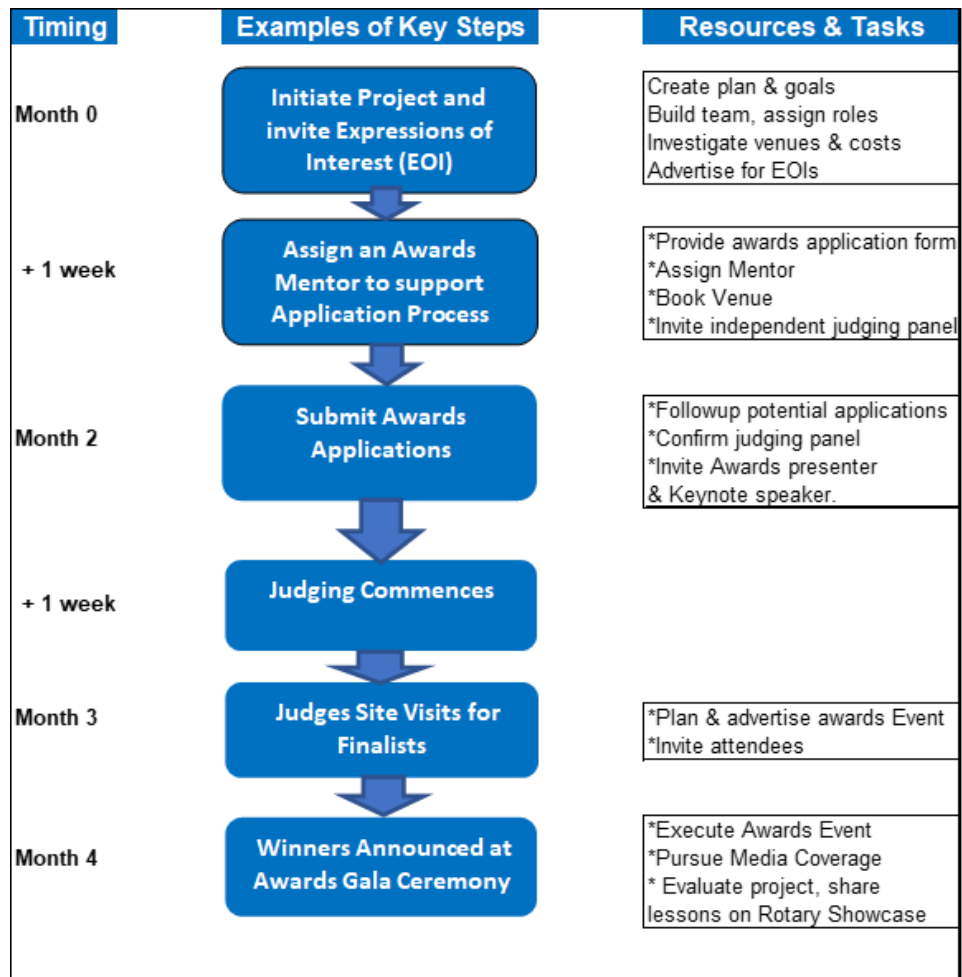 Timing
Examples of Key Steps
Resources & Tasks
Month 0
Initiate Project and
invite Expressions of
Interest (EOI)
Create plan & goals
Build team, assign roles
Investigate venues & costs
Advertise for EOIs
+ 1 week
Assign an Awards
Mentor to support
Application Process
*Provide awards application form
*Assign Mentor
*Book Venue
*Invite independent judging panel
Month 2
Submit Awards
Applications
*Followup potential applications
*Confirm judging panel
*Invite Awards presenter
& Keynote speaker.
+ 1 week
Judging Commences
Month 3
Judges Site Visits for
Finalists
*Plan & advertise awards Event
*Invite attendees
Month 4
Winners Announced at
Awards Gala Ceremony
*Execute Awards Event
*Pursue Media Coverage
* Evaluate project, share
lessons on Rotary Showcase